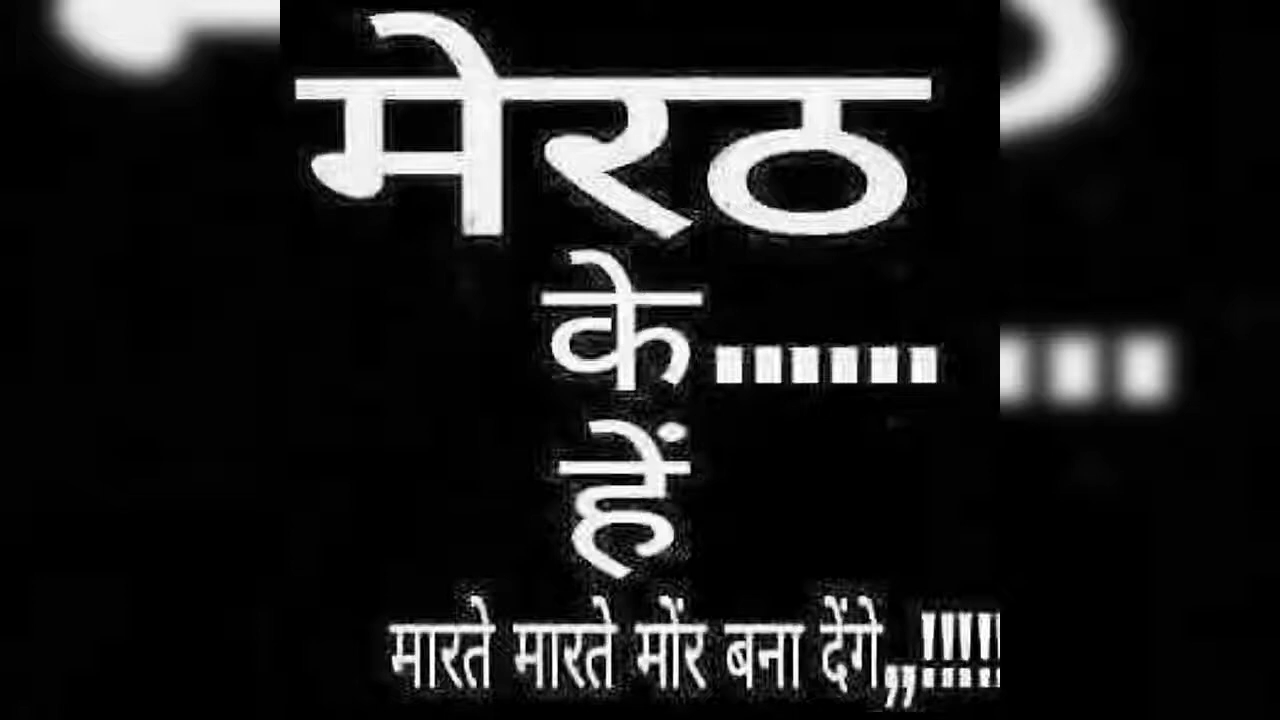 मेरठ
के......
हें
मारते मारते मोंर बना देंगे,,!!!!!